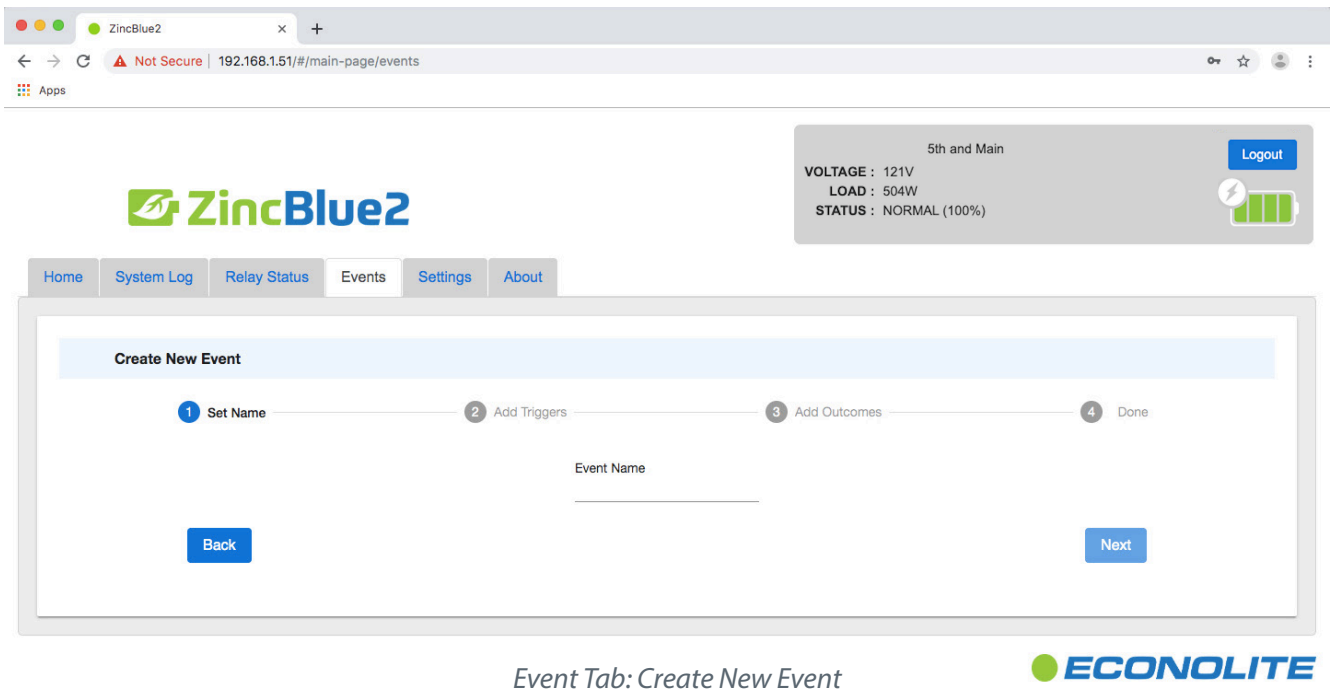 ZincBlue2
Not Secure | 192.168.1.51/#/main-page/events
Apps
5th and Main
Logout
VOLTAGE : 121V
LOAD : 504W
STATUS : NORMAL (100%)
ZincBlue2
Home System Log Relay Status Events Settings About
Create New Event
1 Set Name 2 Add Triggers 3 Add Outcomes 4 Done
Event Name
Back Next
Event Tab: Create New Event
ECONOLITE